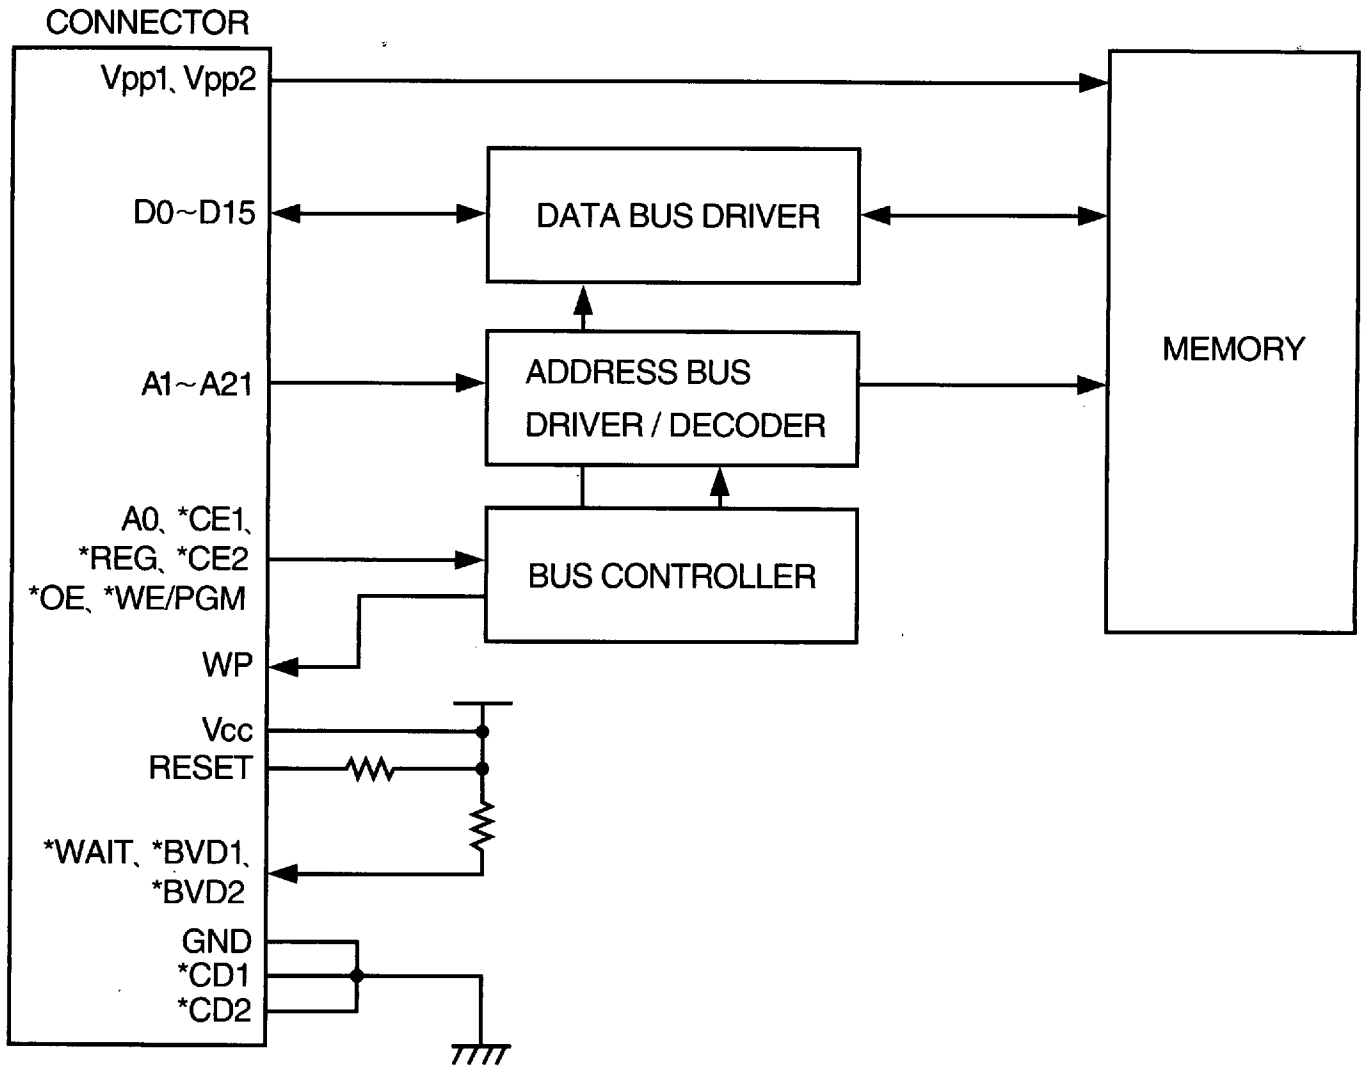 CONNECTOR
Vpp1、Vpp2
D0~D15
DATA BUS DRIVER
A1~A21
ADDRESS BUS
DRIVER / DECODER
MEMORY
A0、*CE1、
*REG、*CE2
*OE、*WE/PGM
BUS CONTROLLER
WP
Vcc
RESET
*WAIT、*BVD1、
*BVD2
GND
*CD1
*CD2